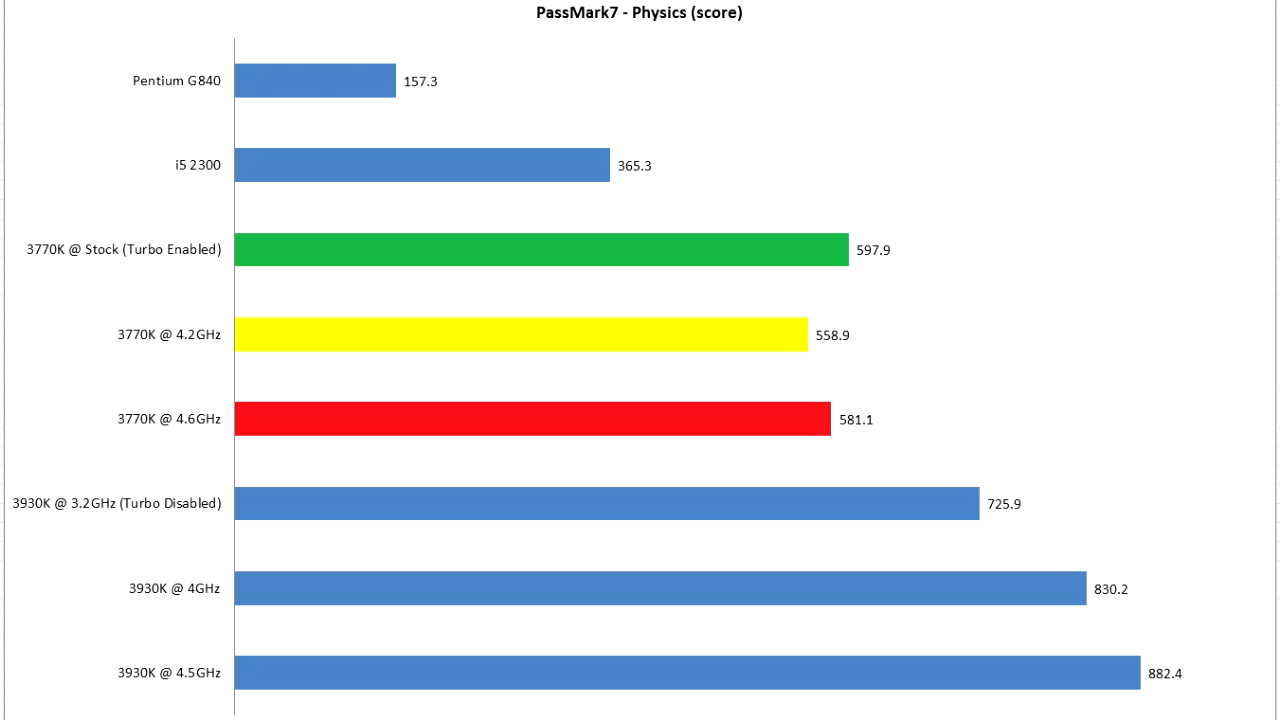 PassMark7 - Physics (score)
Pentium G840 157.3
i5 2300 365.3
3770K @ Stock (Turbo Enabled) 597.9
3770K @ 4.2GHz 558.9
3770K @ 4.6GHz 581.1
3930K @ 3.2GHz (Turbo Disabled) 725.9
3930K @ 4GHz 830.2
3930K @ 4.5GHz 882.4